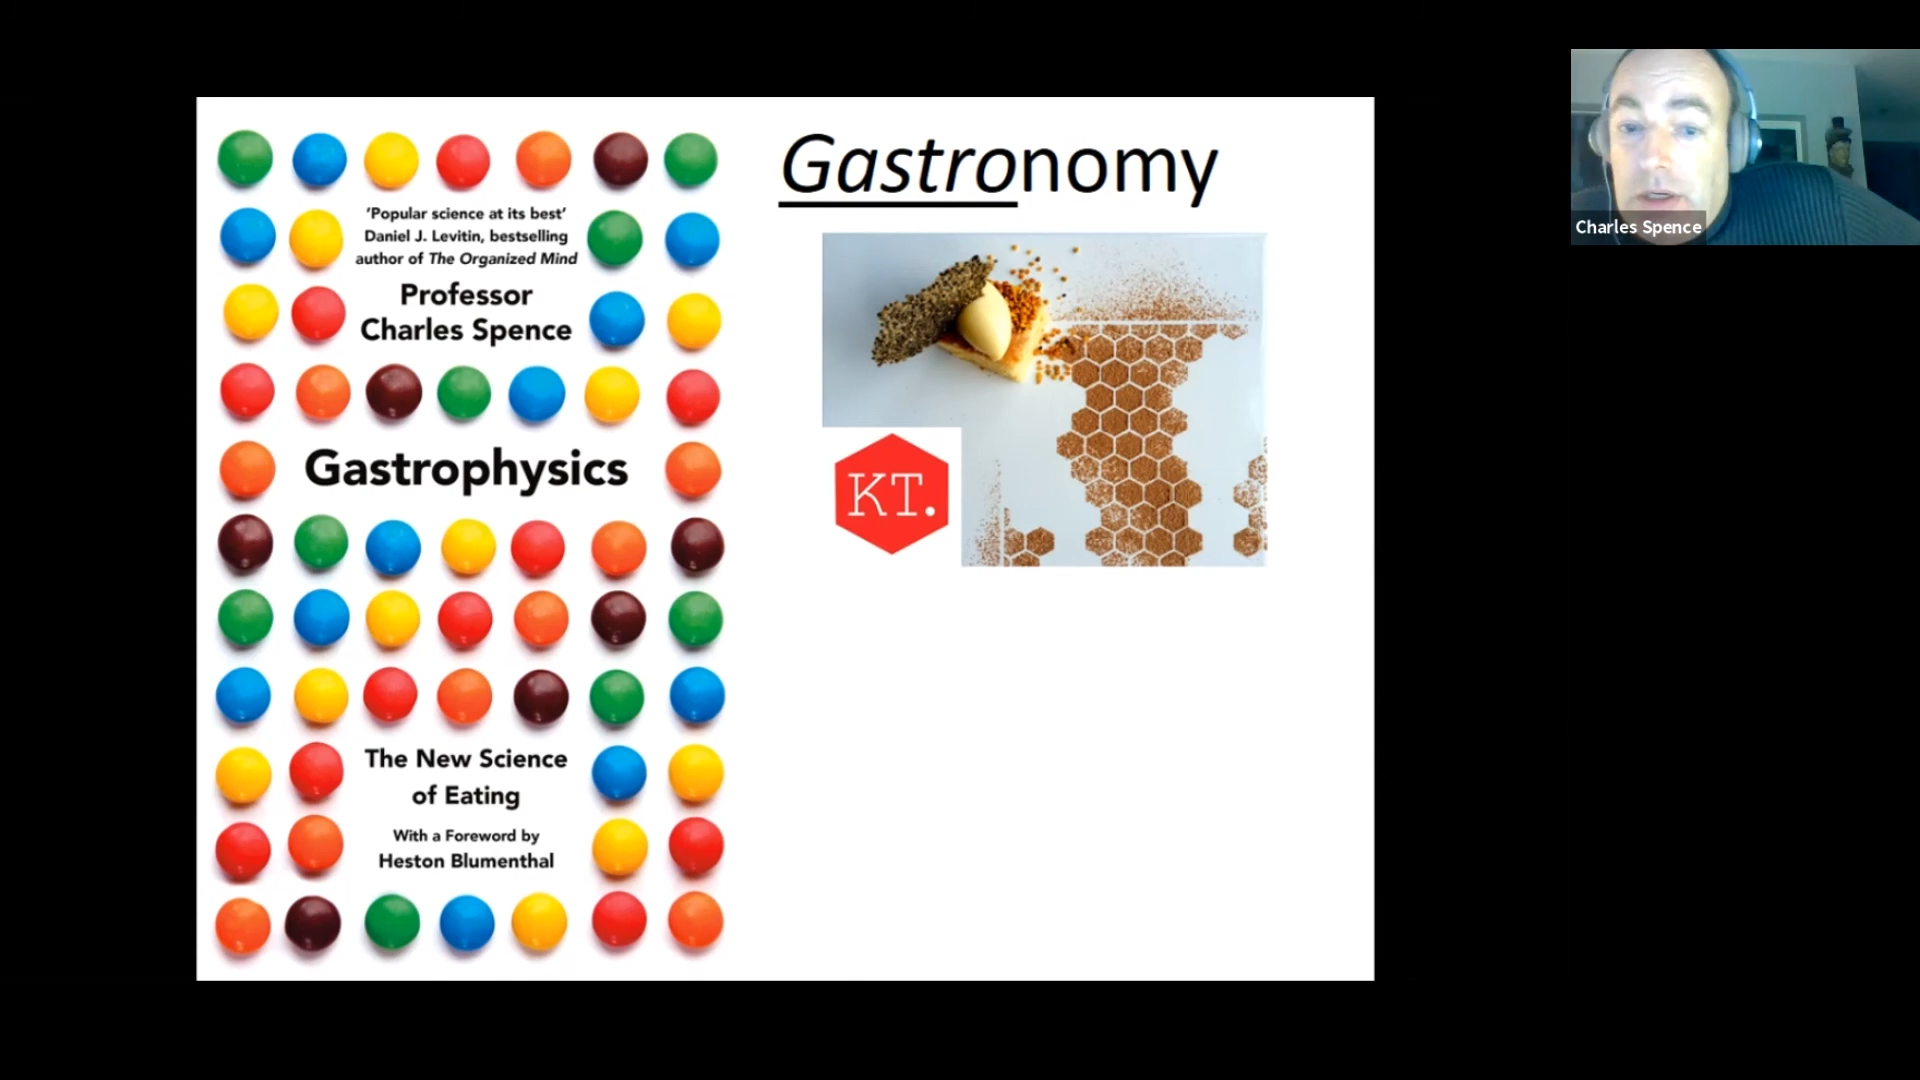 ‘Popular science at its best’
Daniel J. Levitin, bestselling
author of The Organized Mind
Professor
Charles Spence
Gastrophysics
The New Science
of Eating
With a Foreword by
Heston Blumenthal
Gastronomy
KT.
Charles Spence